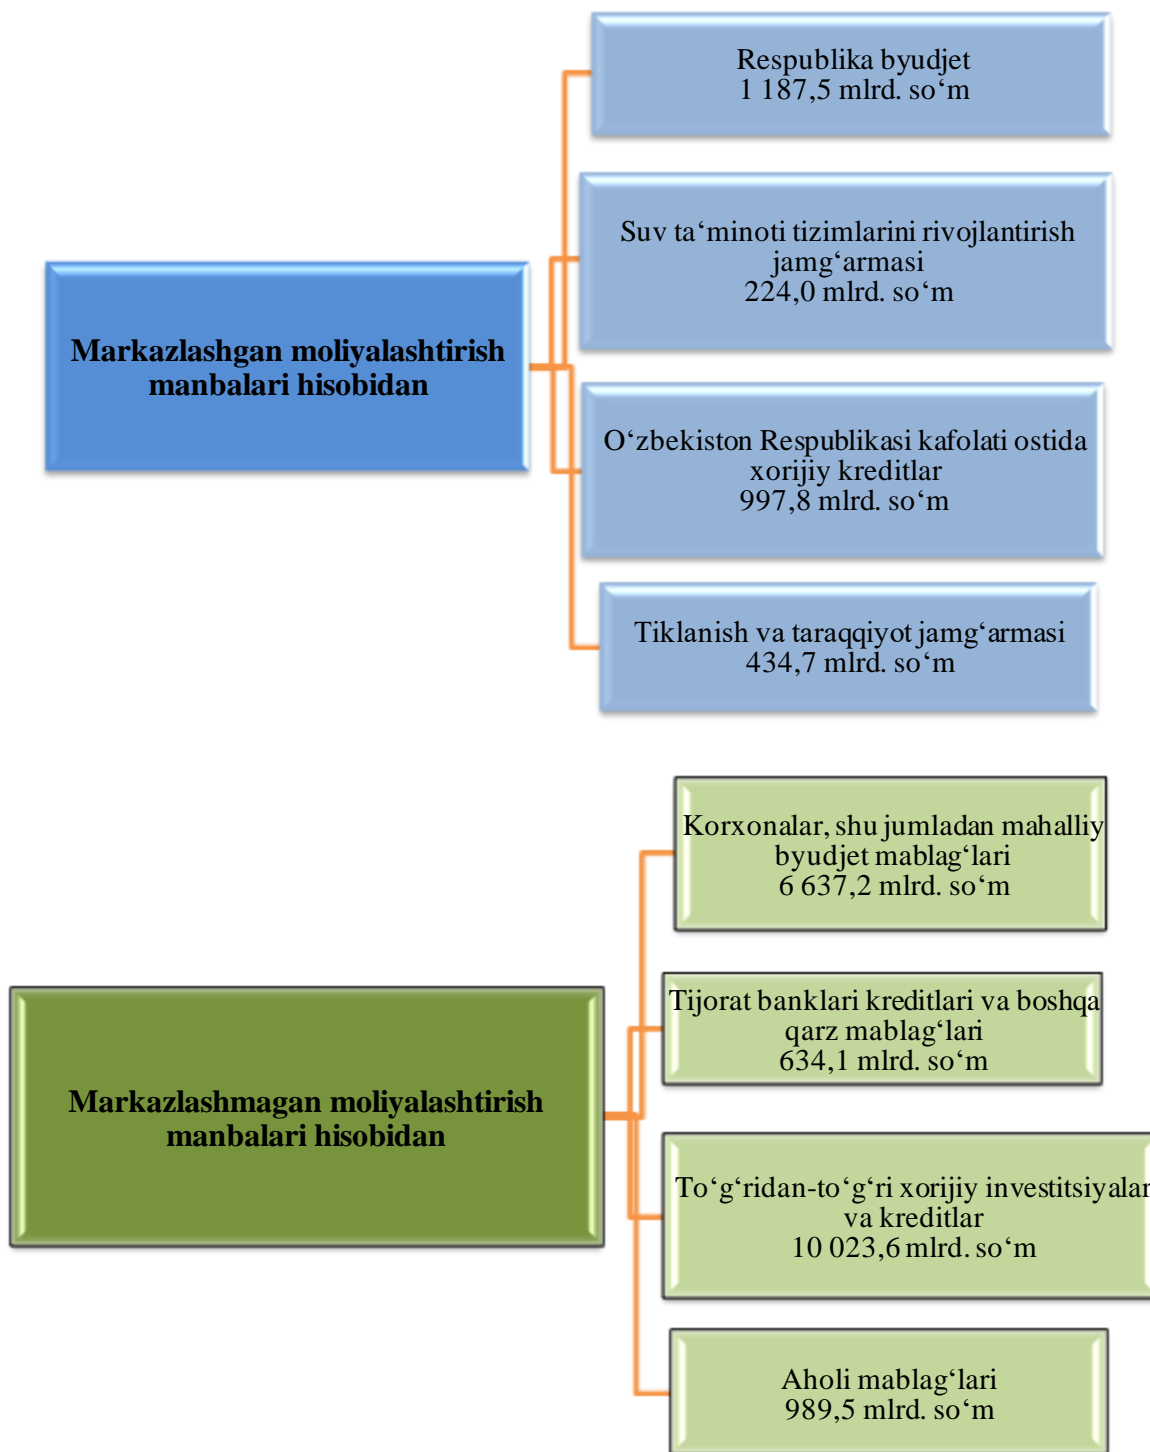 Respublika byudjet
1 187,5 mlrd. so‘m
Suv ta‘minoti tizimlarini rivojlantirish
jamg‘armasi
224,0 mlrd. so‘m
Markazlashgan moliyalashtirish
manbalari hisobidan
O‘zbekiston Respublikasi kafolati ostida
xorijiy kreditlar
997,8 mlrd. so‘m
Tiklanish va taraqqiyot jamg‘armasi
434,7 mlrd. so‘m
Korxonalar, shu jumladan mahalliy
byudjet mablag‘lari
6 637,2 mlrd. so‘m
Tijorat banklari kreditlari va boshqa
qarz mablag‘lari
634,1 mlrd. so‘m
Markazlashmagan moliyalashtirish
manbalari hisobidan
To‘g‘ridan-to‘g‘ri xorijiy investitsiyalar
va kreditlar
10 023,6 mlrd. so‘m
Aholi mablag‘lari
989,5 mlrd. so‘m